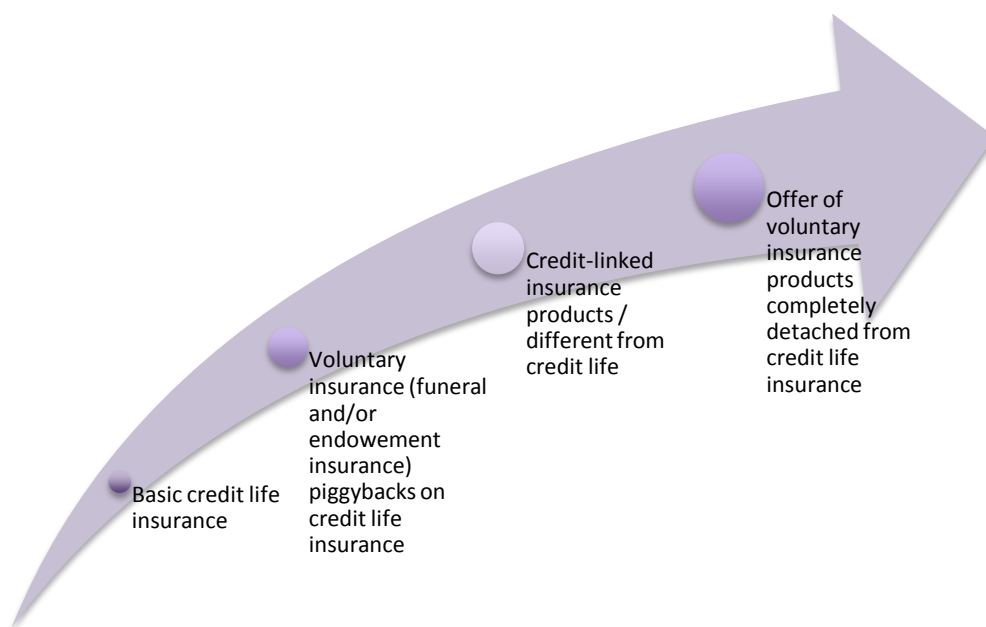 Basic credit life
insurance
Voluntary
insurance (funeral
and/or
endowement
insurance)
piggybacks on
credit life
insurance
Credit-linked
insurance
products /
different from
credit life
Offer of
voluntary
insurance
products
completely
detached from
credit life
insurance